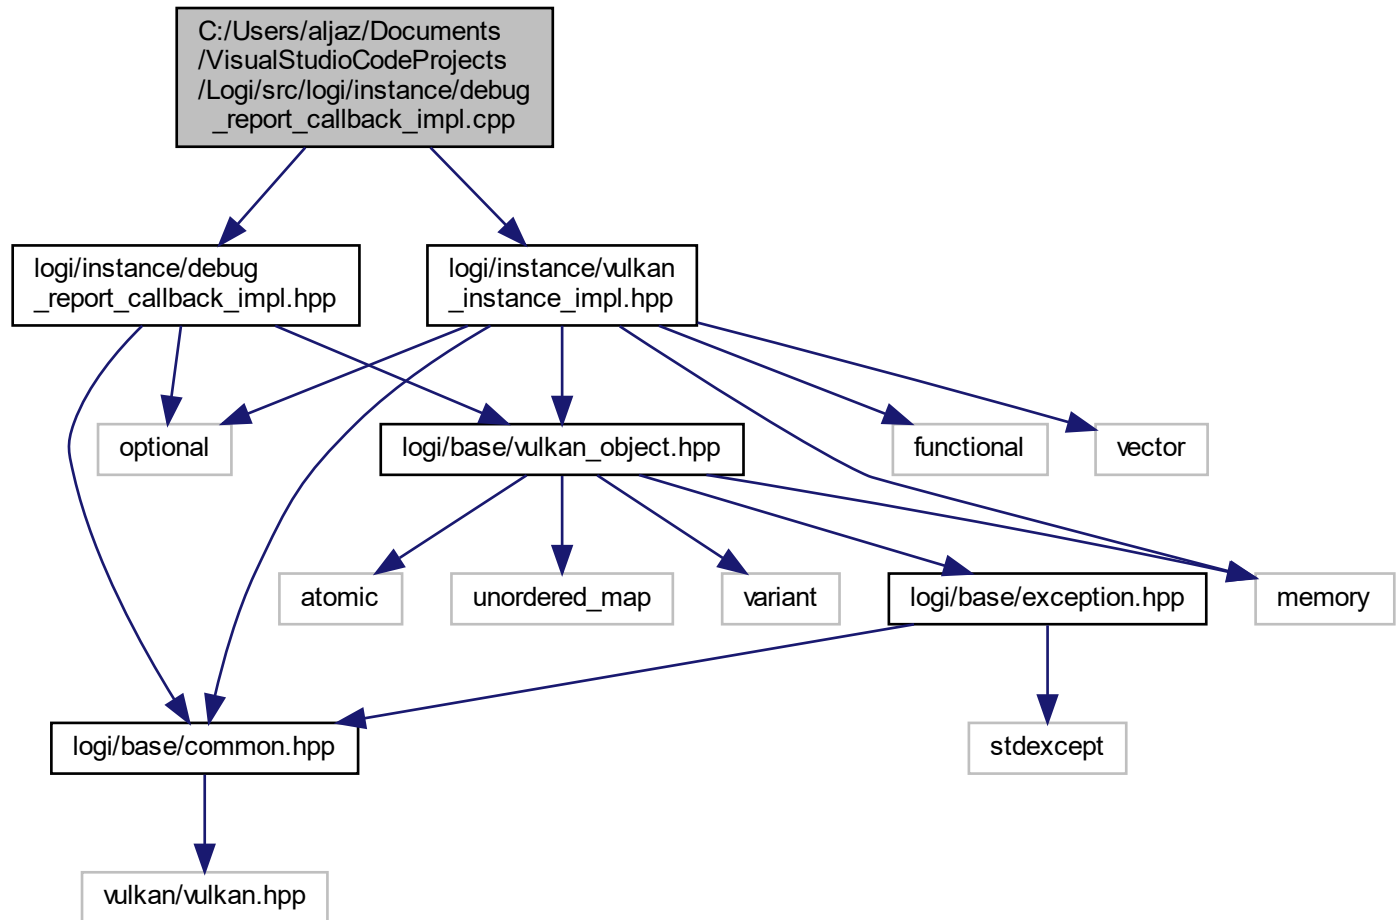 C:/Users/aljaz/Documents
/VisualStudioCodeProjects
/Logi/src/logi/instance/debug
_report_callback_impl.cpp
logi/instance/debug
_report_callback_impl.hpp
logi/instance/vulkan
_instance_impl.hpp
optional
logi/base/vulkan_object.hpp
functional
vector
atomic
unordered_map
variant
logi/base/exception.hpp
memory
logi/base/common.hpp
stdexcept
vulkan/vulkan.hpp